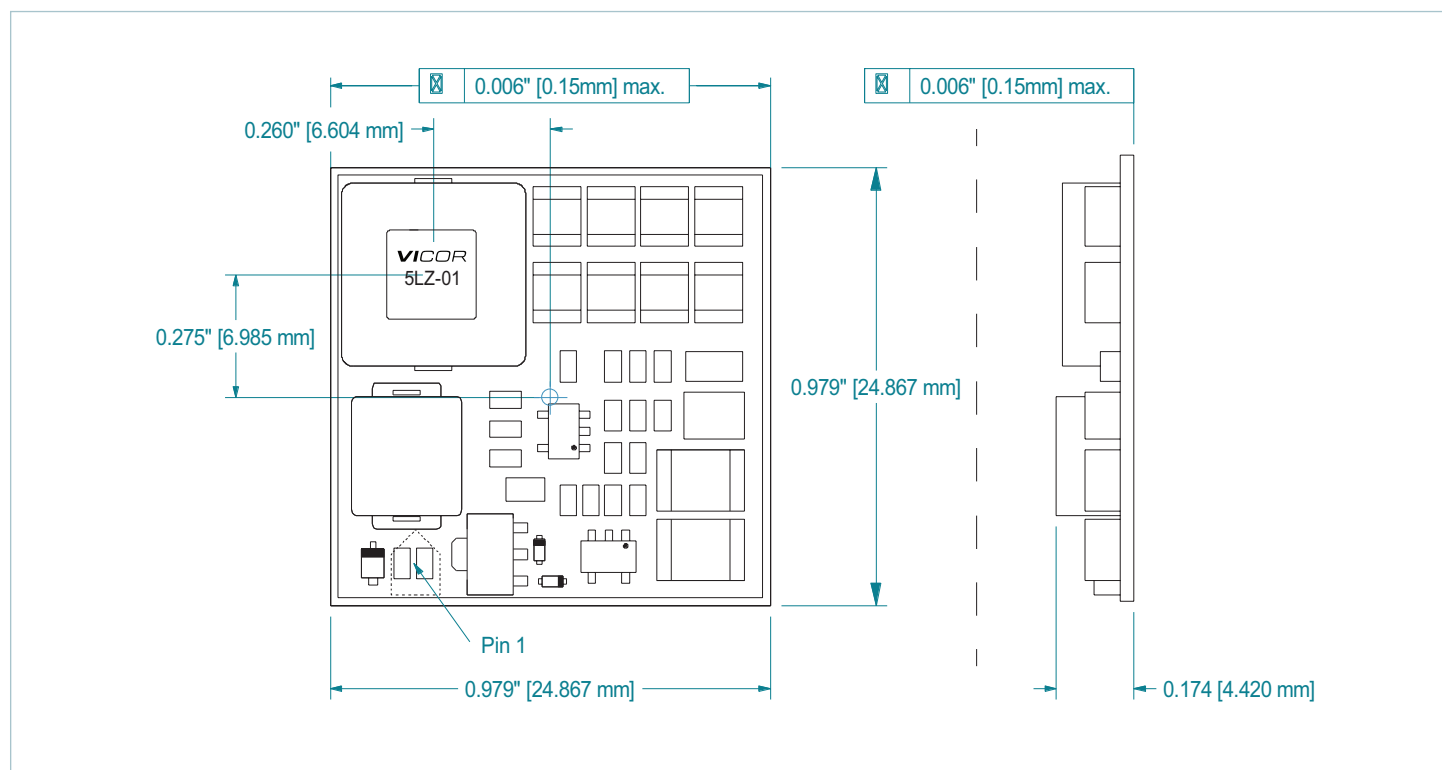 0.006" [0.15mm] max.
0.006" [0.15mm] max.
0.260" [6.604 mm]
VICOR
5LZ-01
0.275" [6.985 mm]
0.979" [24.867 mm]
Pin 1
0.979" [24.867 mm]
0.174 [4.420 mm]